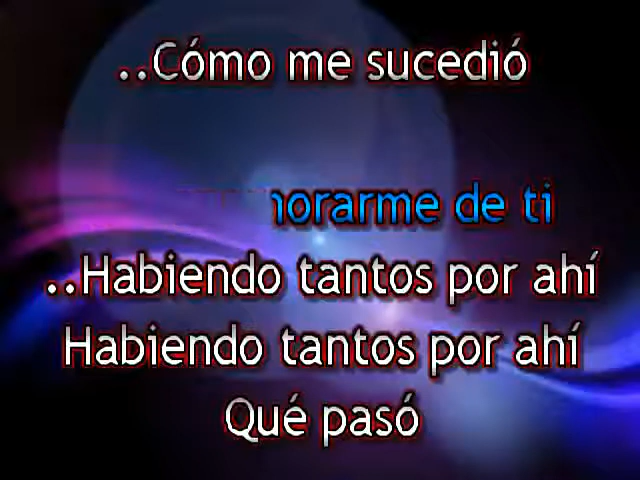 ..Cómo me sucedió
norarme de ti
..Habiendo tantos por ahí
Habiendo tantos por ahí
Qué pasó